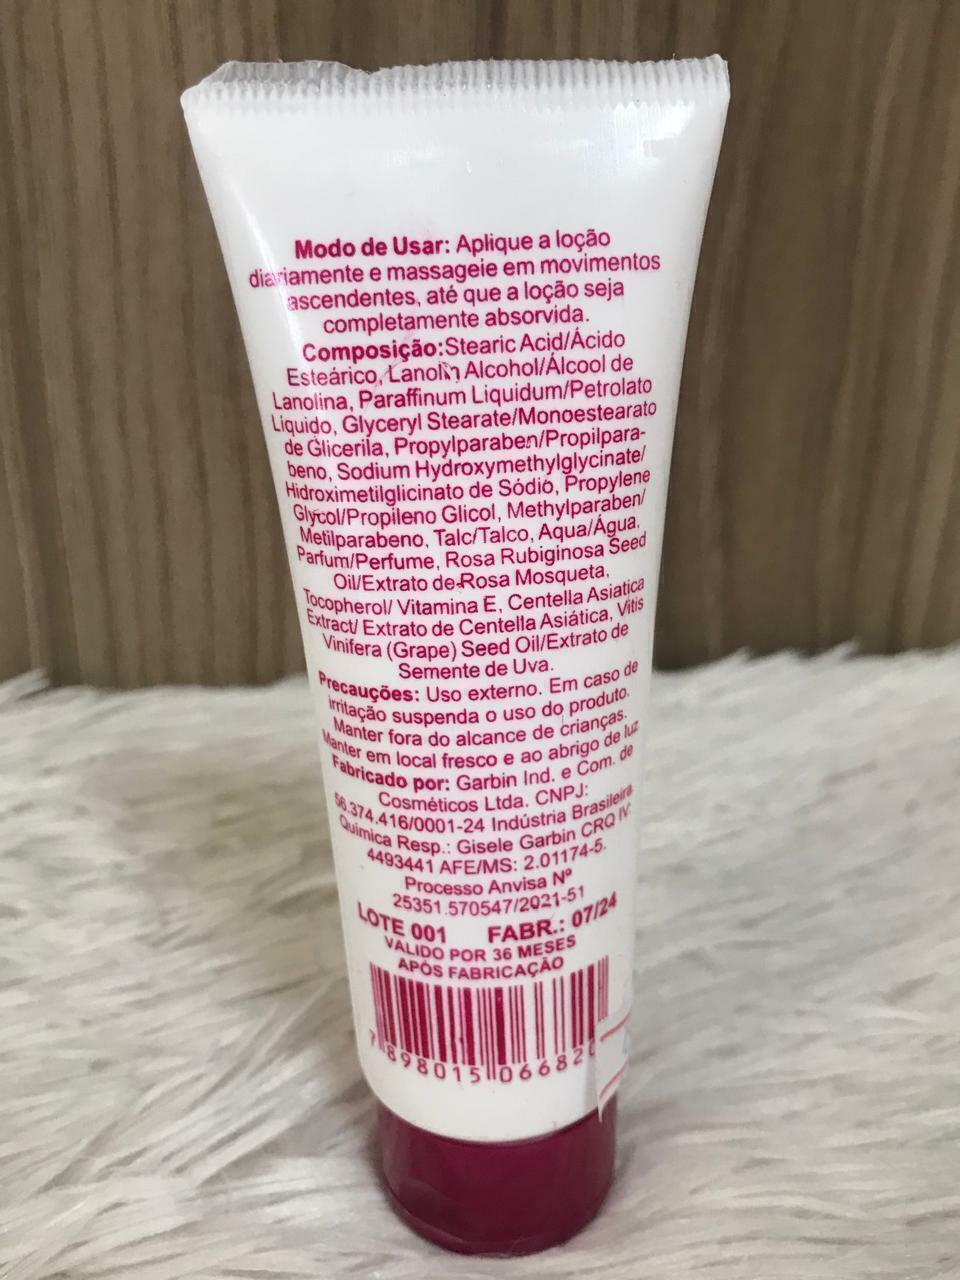 Modo de Usar: Aplique a loção
diariamente e massageie em movimentos
ascendentes, até que a loção seja
completamente absorvida.
Composição:Stearic Acid/Ácido
Esteárico, Lanolin Alcohol/Álcool de
Lanolina, Paraffinum Liquidum/Petrolato
Líquido, Glyceryl Stearate/Monoestearato
de Glicerila, Propylparaben/Propilpara-
beno, Sodium Hydroxymethylglycinate/
Hidroximetilglicinato de Sódio, Propylene
Glycol/Propileno Glicol, Methylparaben/
Metilparabeno, Talc/Talco, Aqua/Água,
Parfum/Perfume, Rosa Rubiginosa Seed
Oil/Extrato de Rosa Mosqueta,
Tocopherol/ Vitamina E, Centella Asiatica
Extract/ Extrato de Centella Asiática, Vitis
Vinifera (Grape) Seed Oil/Extrato de
Semente de Uva.
Precauções: Uso externo. Em caso de
irritação suspenda o uso do produto.
Manter fora do alcance de crianças.
Manter em local fresco e ao abrigo de luz
Fabricado por: Garbin Ind. e Com. de
Cosméticos Ltda. CNPJ:
56.374.416/0001-24 Indústria Brasileira
Química Resp.: Gisele Garbin CRQ IV:
4493441 AFE/MS: 2.01174-5.
Processo Anvisa Nº
25351.570547/2021-51
LOTE 001 FABR.: 07/24
VALIDO POR 36 MESES
APÓS FABRICAÇÃO
7 898015 06682